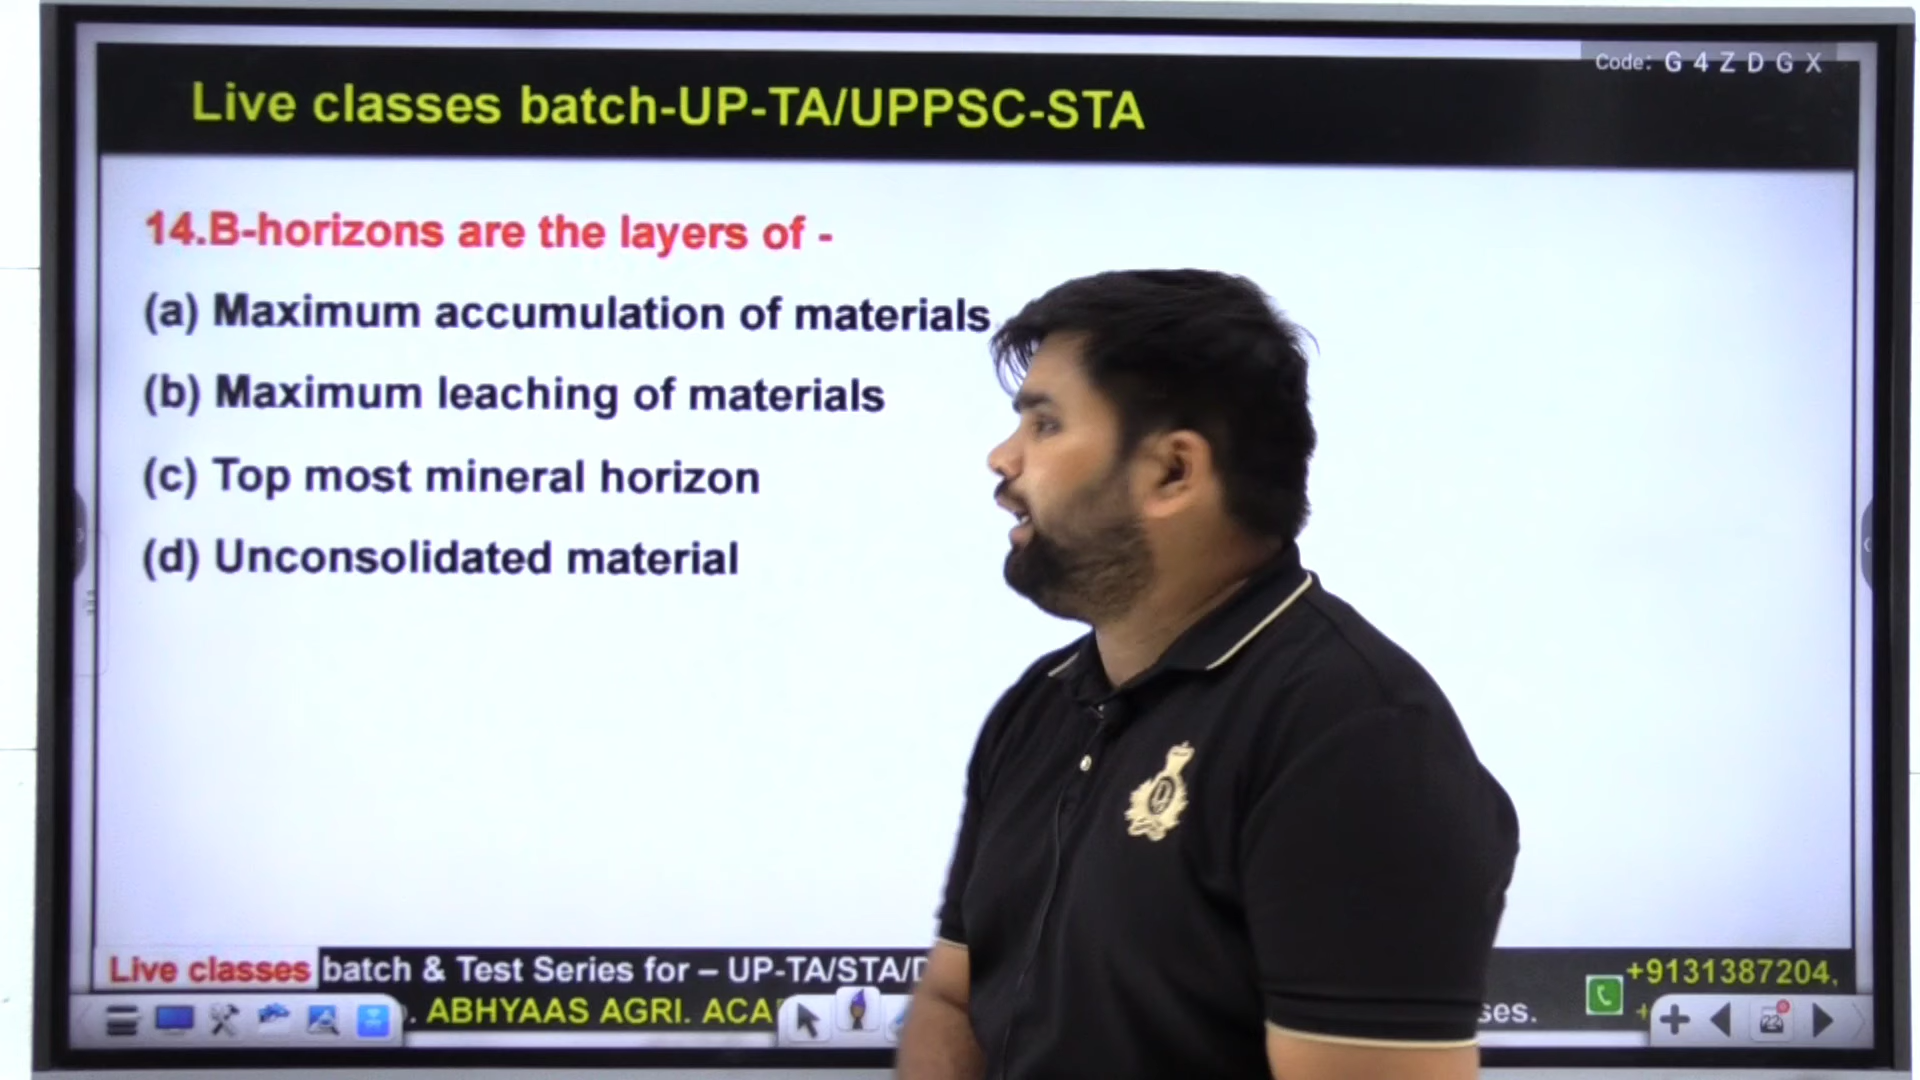 Code: G 4 Z D G X
Live classes batch-UP-TA/UPPSC-STA
14.B-horizons are the layers of -
(a) Maximum accumulation of materials
(b) Maximum leaching of materials
(c) Top most mineral horizon
(d) Unconsolidated material
Live classes batch & Test Series for – UP-TA/STA/
+9131387204,
. ABHYAAS AGRI. ACA
ses.
+
22